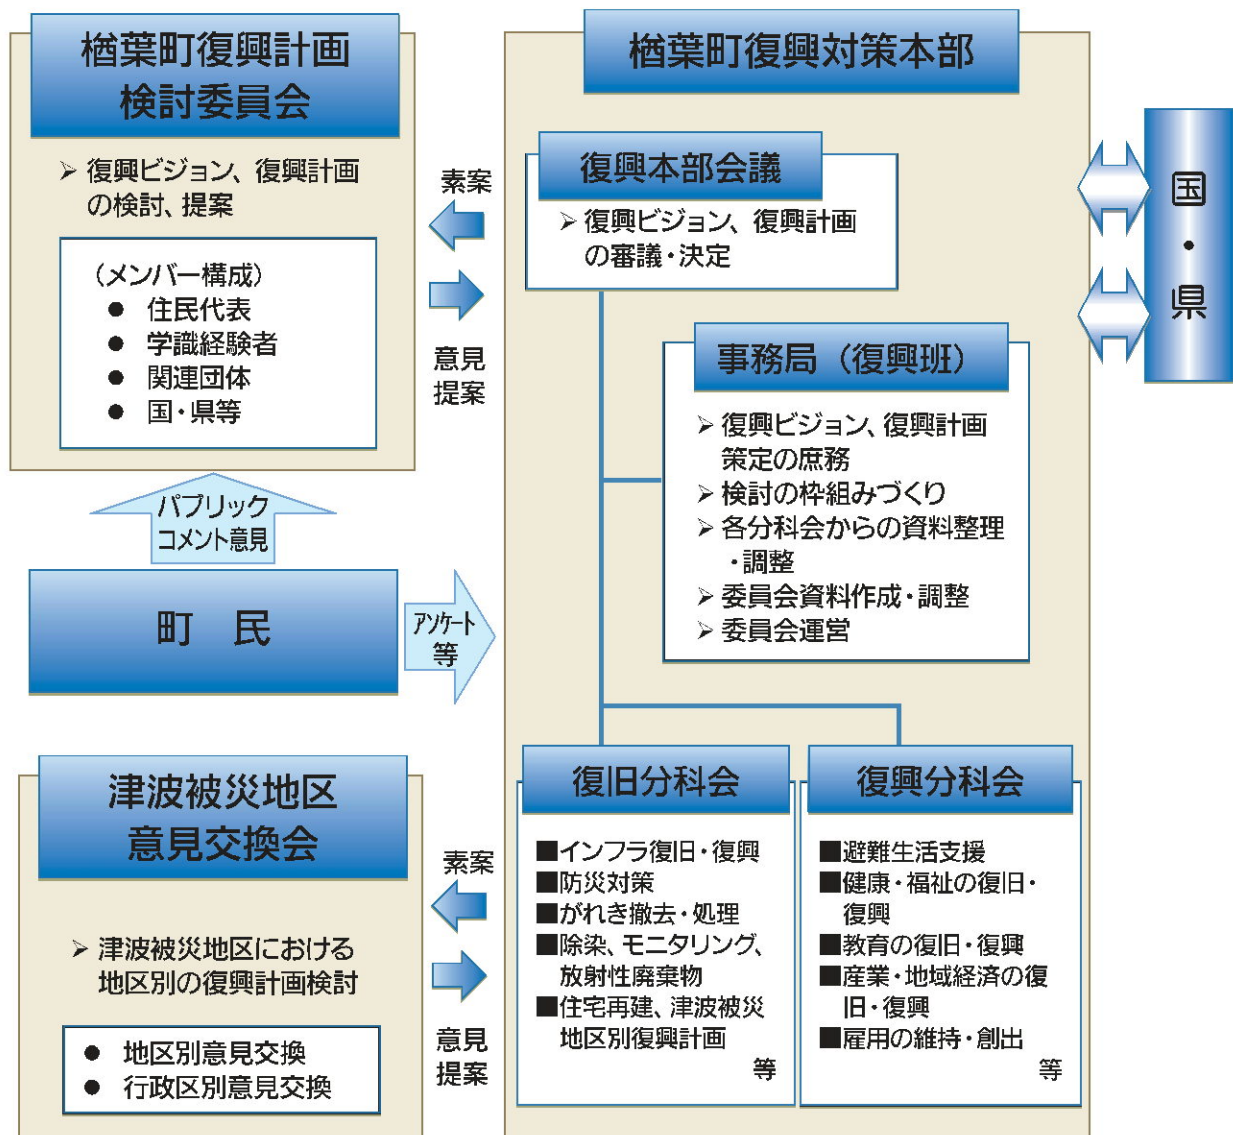 楢葉町復興計画
検討委員会
➢ 復興ビジョン、復興計画
の検討、提案
（メンバー構成）
● 住民代表
● 学識経験者
● 関連団体
● 国・県等
素案
意見
提案
パブリック
コメント意見
町　民
アンケート
等
津波被災地区
意見交換会
➢ 津波被災地区における
地区別の復興計画検討
● 地区別意見交換
● 行政区別意見交換
素案
意見
提案
楢葉町復興対策本部
復興本部会議
➢ 復興ビジョン、復興計画
の審議・決定
事務局（復興班）
➢ 復興ビジョン、復興計画
策定の庶務
➢ 検討の枠組みづくり
➢ 各分科会からの資料整理
・調整
➢ 委員会資料作成・調整
➢ 委員会運営
復旧分科会
■インフラ復旧・復興
■防災対策
■がれき撤去・処理
■除染、モニタリング、
放射性廃棄物
■住宅再建、津波被災
地区別復興計画
等
復興分科会
■避難生活支援
■健康・福祉の復旧・
復興
■教育の復旧・復興
■産業・地域経済の復
旧・復興
■雇用の維持・創出
等
国・県